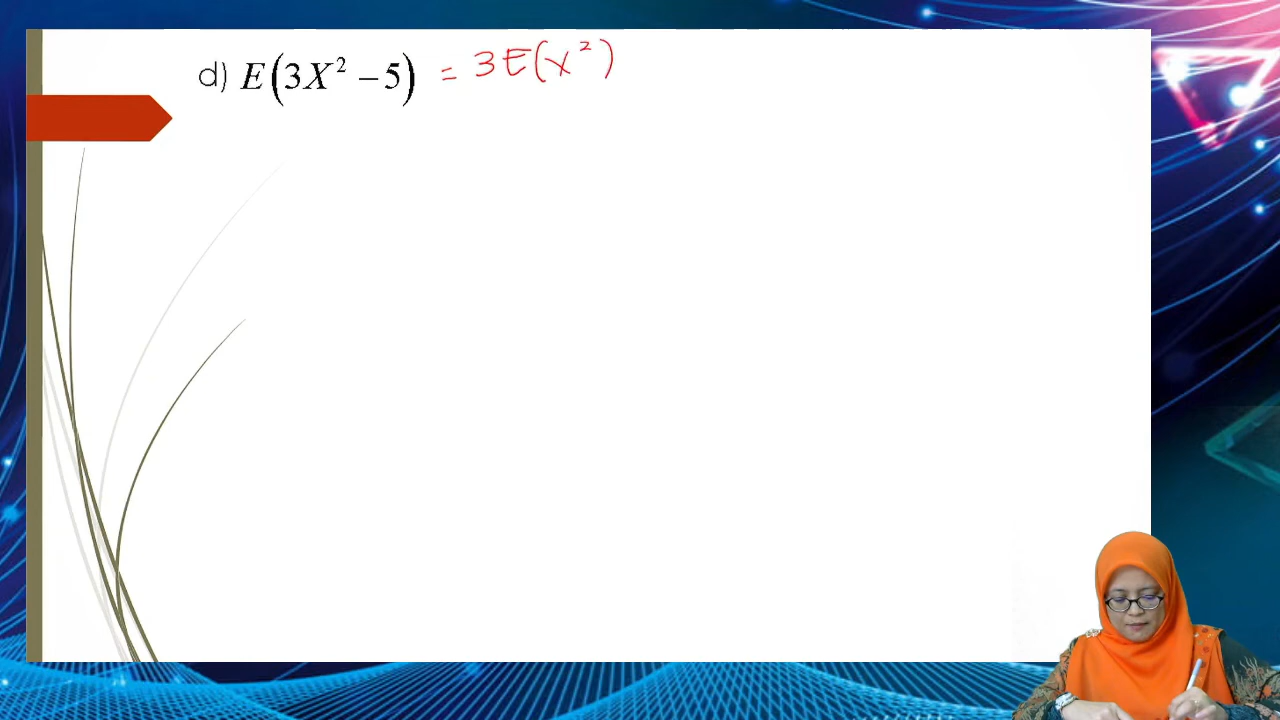 d) E(3X² – 5) = 3E(x²)